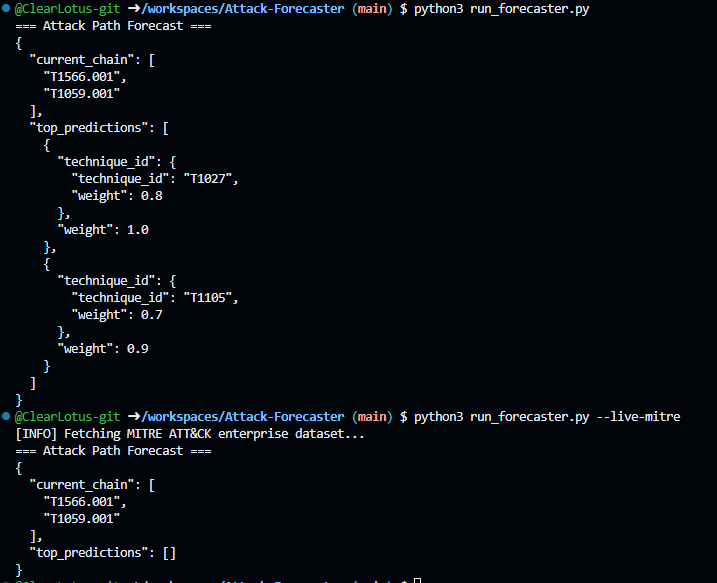 @ClearLotus-git ➜/workspaces/Attack-Forecaster (main) $ python3 run_forecaster.py
=== Attack Path Forecast ===
{
  "current_chain": [
    "T1566.001",
    "T1059.001"
  ],
  "top_predictions": [
    {
      "technique_id": {
        "technique_id": "T1027",
        "weight": 0.8
      },
      "weight": 1.0
    },
    {
      "technique_id": {
        "technique_id": "T1105",
        "weight": 0.7
      },
      "weight": 0.9
    }
  ]
}
@ClearLotus-git ➜/workspaces/Attack-Forecaster (main) $ python3 run_forecaster.py --live-mitre
[INFO] Fetching MITRE ATT&CK enterprise dataset...
=== Attack Path Forecast ===
{
  "current_chain": [
    "T1566.001",
    "T1059.001"
  ],
  "top_predictions": []
}